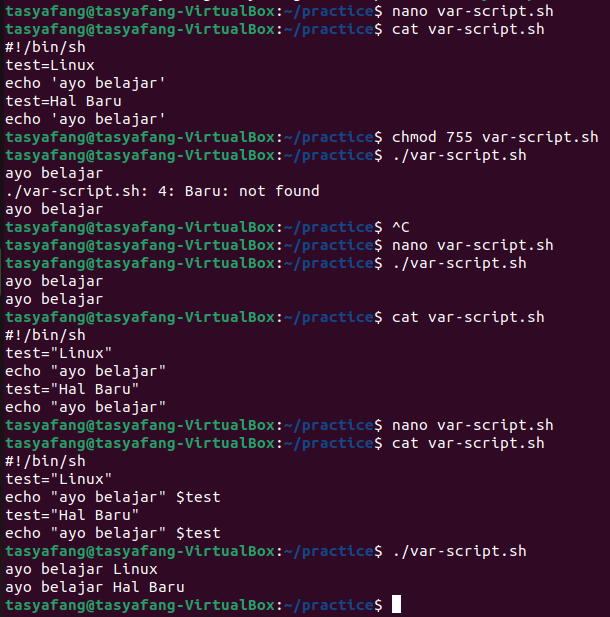 tasyafang@tasyafang-VirtualBox:~/practice$ nano var-script.sh
tasyafang@tasyafang-VirtualBox:~/practice$ cat var-script.sh
#!/bin/sh
test=Linux
echo 'ayo belajar'
test=Hal Baru
echo 'ayo belajar'
tasyafang@tasyafang-VirtualBox:~/practice$ chmod 755 var-script.sh
tasyafang@tasyafang-VirtualBox:~/practice$ ./var-script.sh
ayo belajar
./var-script.sh: 4: Baru: not found
ayo belajar
tasyafang@tasyafang-VirtualBox:~/practice$ ^C
tasyafang@tasyafang-VirtualBox:~/practice$ nano var-script.sh
tasyafang@tasyafang-VirtualBox:~/practice$ ./var-script.sh
ayo belajar
ayo belajar
tasyafang@tasyafang-VirtualBox:~/practice$ cat var-script.sh
#!/bin/sh
test="Linux"
echo "ayo belajar"
test="Hal Baru"
echo "ayo belajar"
tasyafang@tasyafang-VirtualBox:~/practice$ nano var-script.sh
tasyafang@tasyafang-VirtualBox:~/practice$ cat var-script.sh
#!/bin/sh
test="Linux"
echo "ayo belajar" $test
test="Hal Baru"
echo "ayo belajar" $test
tasyafang@tasyafang-VirtualBox:~/practice$ ./var-script.sh
ayo belajar Linux
ayo belajar Hal Baru
tasyafang@tasyafang-VirtualBox:~/practice$